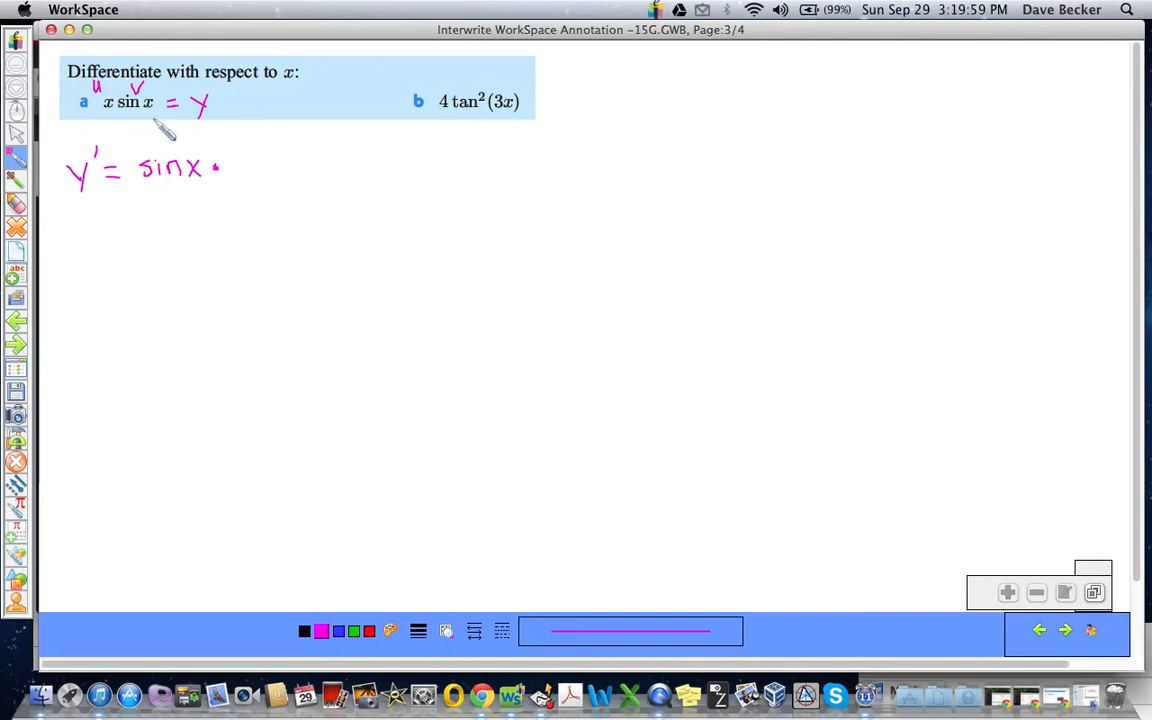 WorkSpace
(99%) Sun Sep 29 3:19:59 PM Dave Becker
Interwrite WorkSpace Annotation -15G.GWB, Page:3/4
Differentiate with respect to x:
u v
a x sin x = y
b 4 tan²(3x)
y' = sin x •